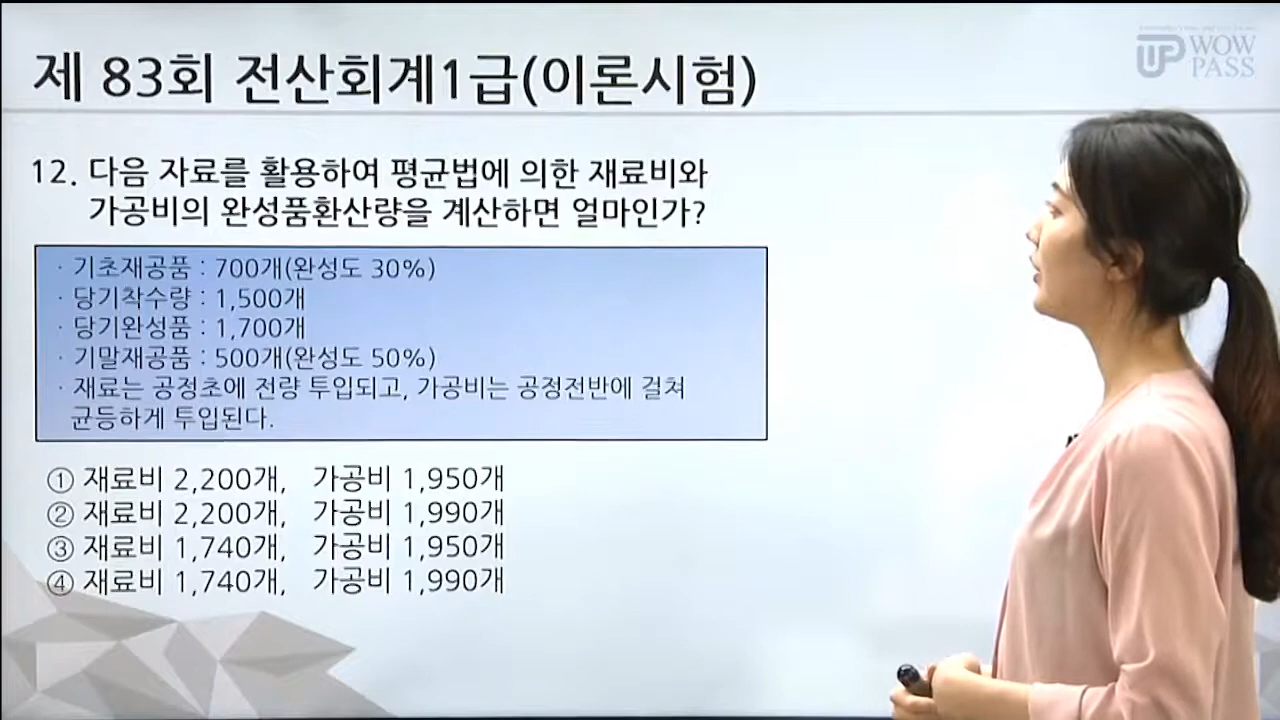 제 83회 전산회계1급(이론시험)
UP WOW PASS
12. 다음 자료를 활용하여 평균법에 의한 재료비와
가공비의 완성품환산량을 계산하면 얼마인가?
· 기초재공품 : 700개(완성도 30%)
· 당기착수량 : 1,500개
· 당기완성품 : 1,700개
· 기말재공품 : 500개(완성도 50%)
· 재료는 공정초에 전량 투입되고, 가공비는 공정전반에 걸쳐
균등하게 투입된다.
① 재료비 2,200개, 가공비 1,950개
② 재료비 2,200개, 가공비 1,990개
③ 재료비 1,740개, 가공비 1,950개
④ 재료비 1,740개, 가공비 1,990개